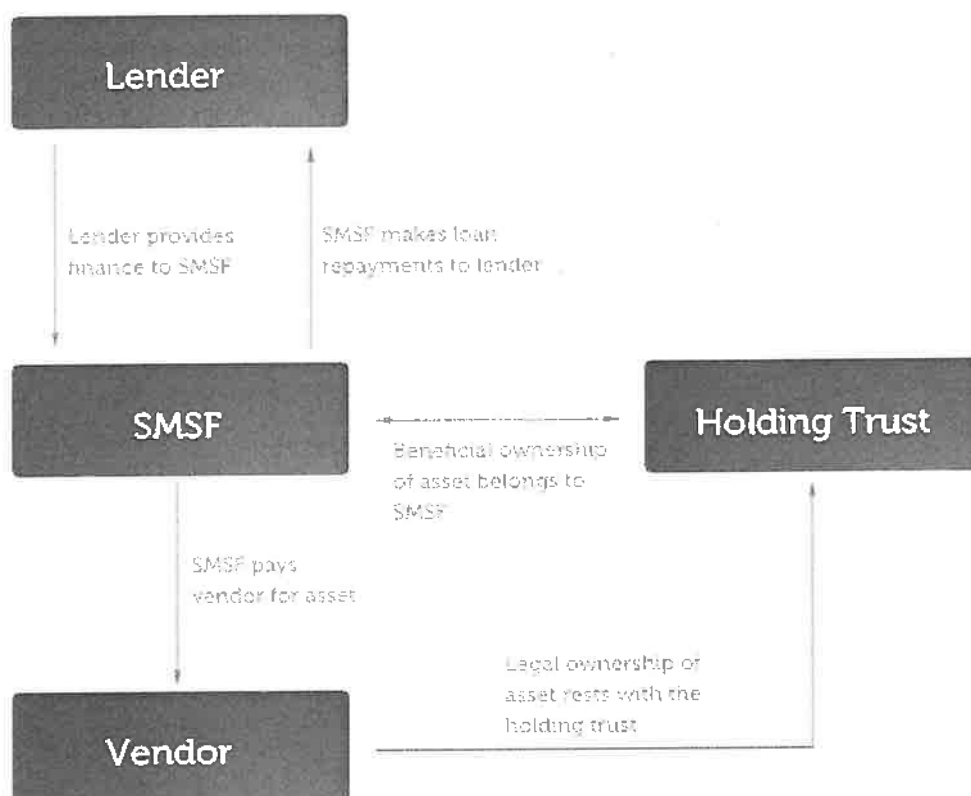 Lender
Lender provides
finance to SMSF
SMSF makes loan
repayments to lender
SMSF
Holding Trust
Beneficial ownership
of asset belongs to
SMSF
SMSF pays
vendor for asset
Legal ownership of
asset rests with the
holding trust
Vendor